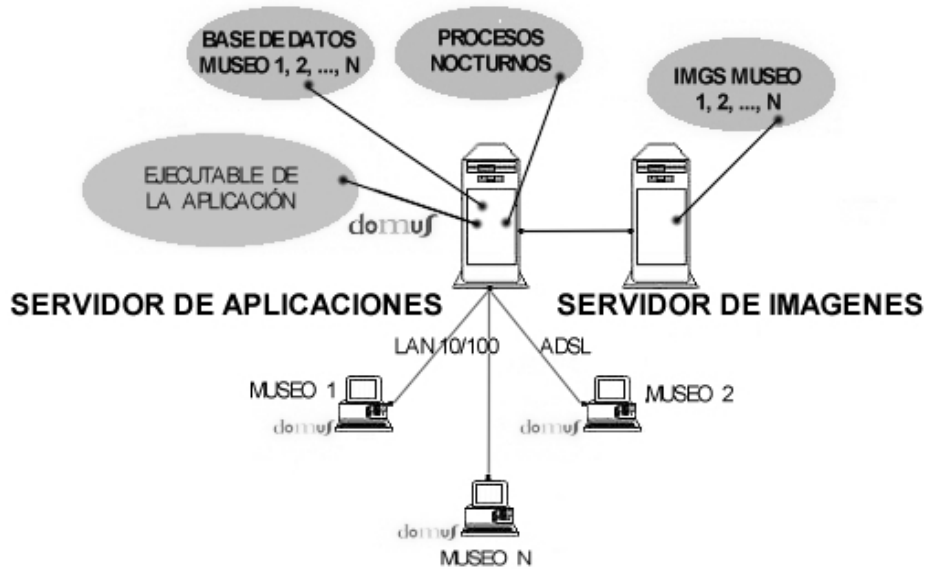 BASE DE DATOS
MUSEO 1, 2, ..., N
PROCESOS
NOCTURNOS
IMGS MUSEO
1, 2, ..., N
EJECUTABLE DE
LA APLICACIÓN
domus
SERVIDOR DE APLICACIONES
SERVIDOR DE IMAGENES
LAN 10/100
ADSL
MUSEO 1
domus
MUSEO 2
domus
domus
MUSEO N